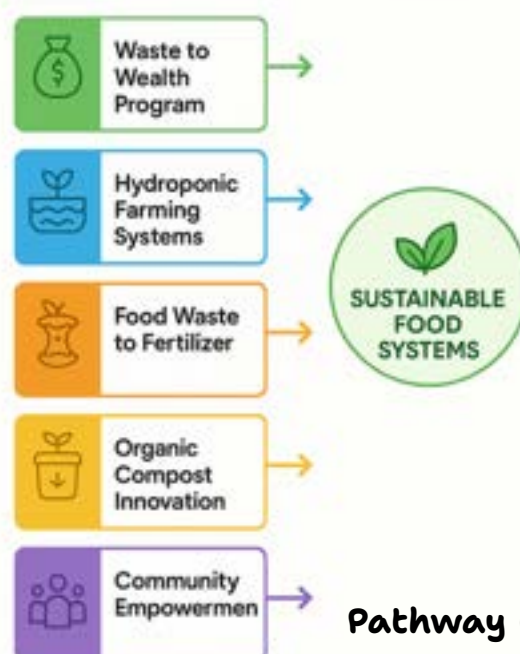 Waste to
Wealth
Program
Hydroponic
Farming
Systems
SUSTAINABLE
FOOD
SYSTEMS
Food Waste
to Fertilizer
Organic
Compost
Innovation
Community
Empowermen
Pathway